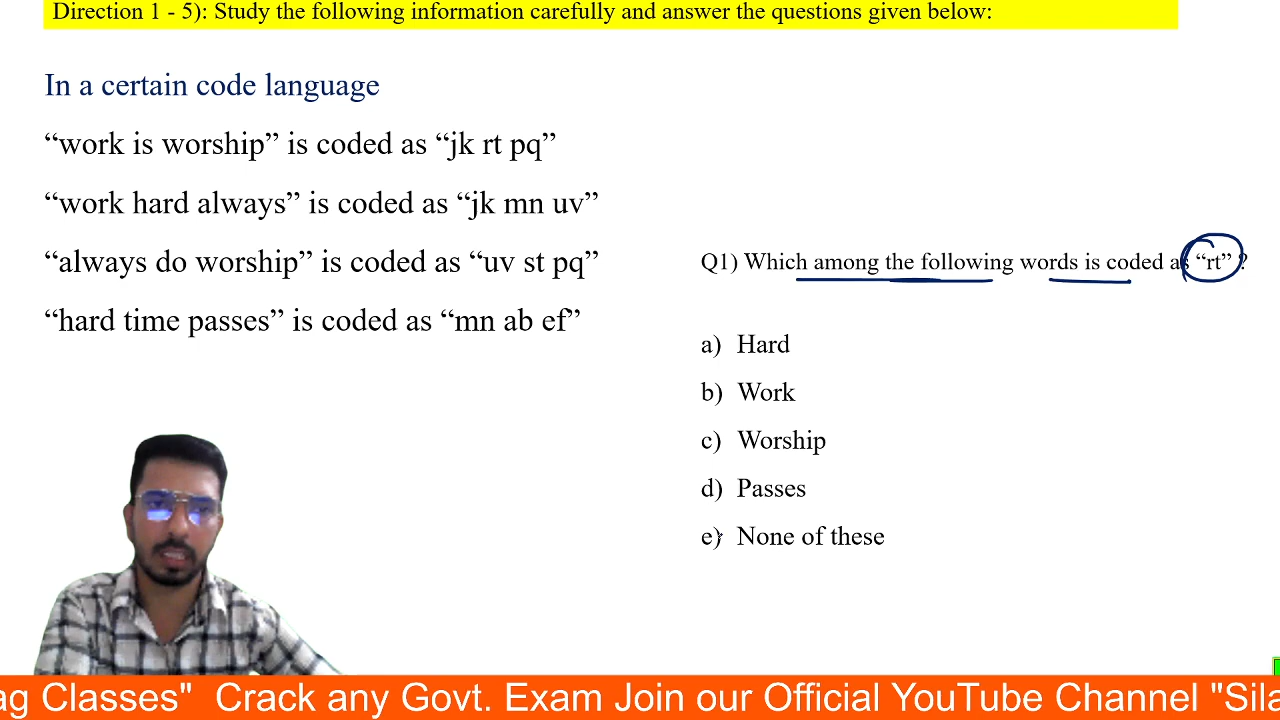 Direction 1 - 5): Study the following information carefully and answer the questions given below:
In a certain code language
“work is worship” is coded as “jk rt pq”
“work hard always” is coded as “jk mn uv”
“always do worship” is coded as “uv st pq”
“hard time passes” is coded as “mn ab ef”
Q1) Which among the following words is coded as “rt” ?
a) Hard
b) Work
c) Worship
d) Passes
e) None of these
ag Classes" Crack any Govt. Exam Join our Official YouTube Channel "Sila